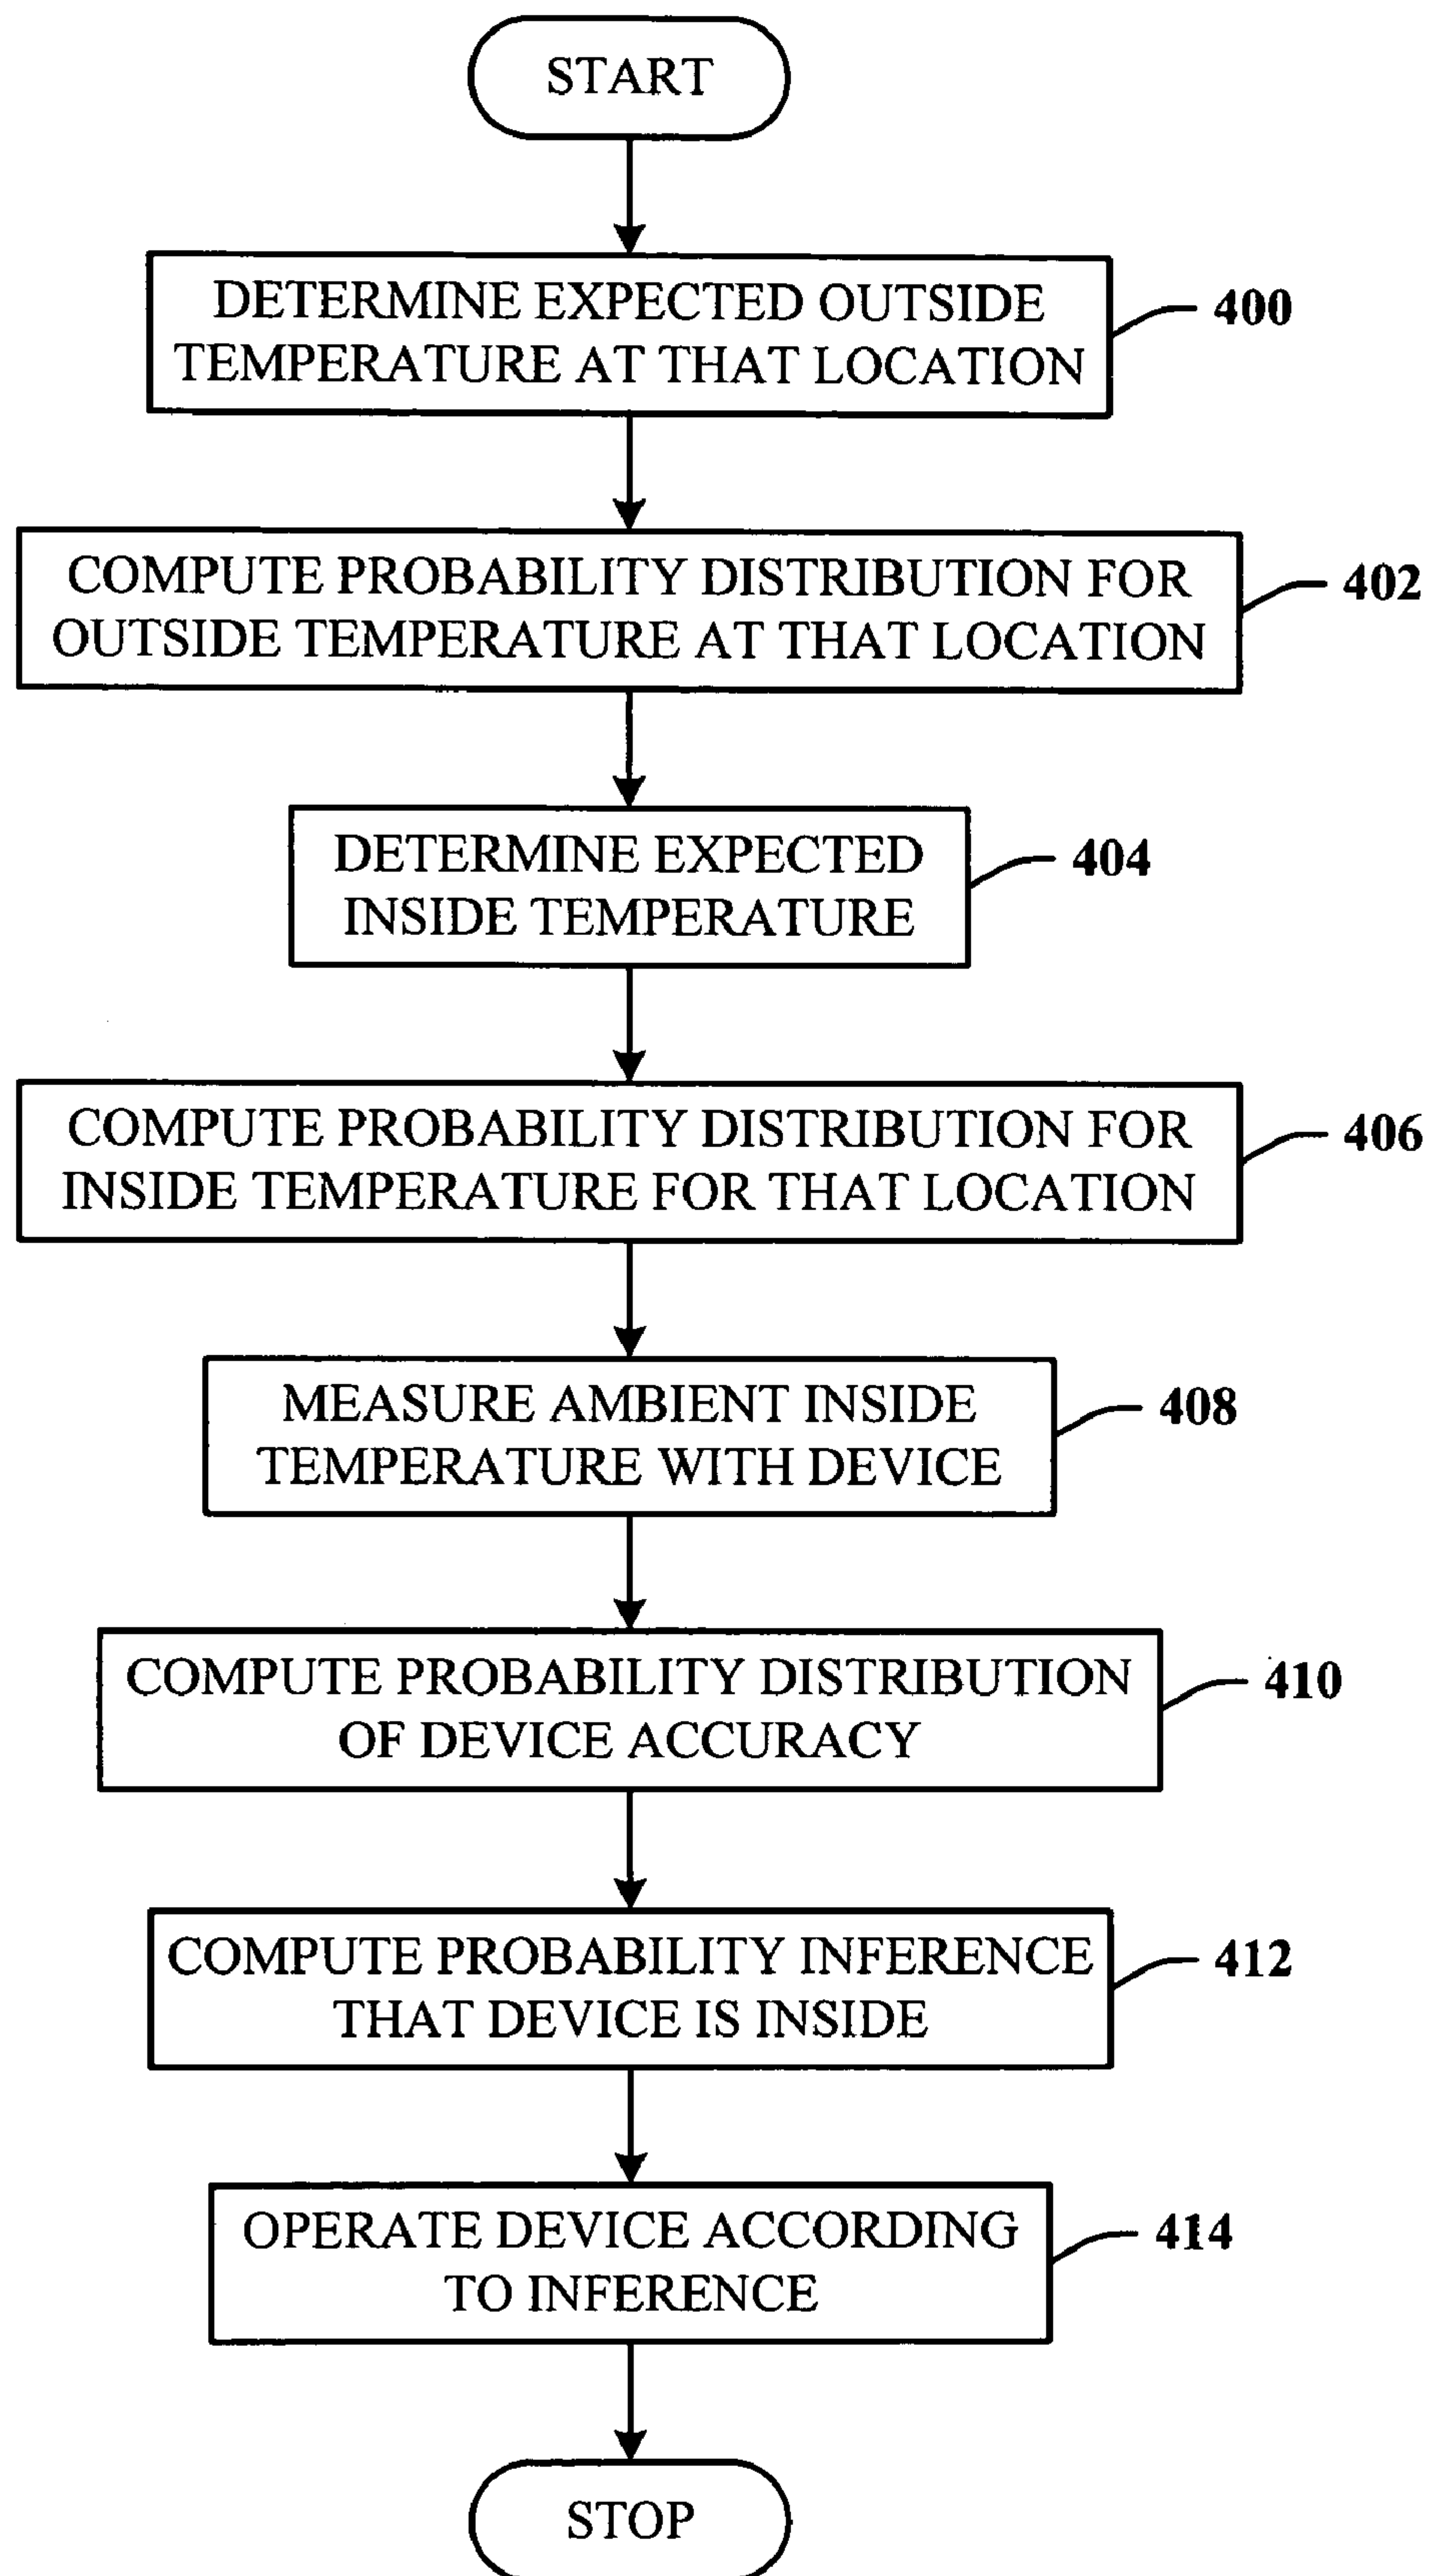 START
DETERMINE EXPECTED OUTSIDE
TEMPERATURE AT THAT LOCATION
400
COMPUTE PROBABILITY DISTRIBUTION FOR
OUTSIDE TEMPERATURE AT THAT LOCATION
402
DETERMINE EXPECTED
INSIDE TEMPERATURE
404
COMPUTE PROBABILITY DISTRIBUTION FOR
INSIDE TEMPERATURE FOR THAT LOCATION
406
MEASURE AMBIENT INSIDE
TEMPERATURE WITH DEVICE
408
COMPUTE PROBABILITY DISTRIBUTION
OF DEVICE ACCURACY
410
COMPUTE PROBABILITY INFERENCE
THAT DEVICE IS INSIDE
412
OPERATE DEVICE ACCORDING
TO INFERENCE
414
STOP